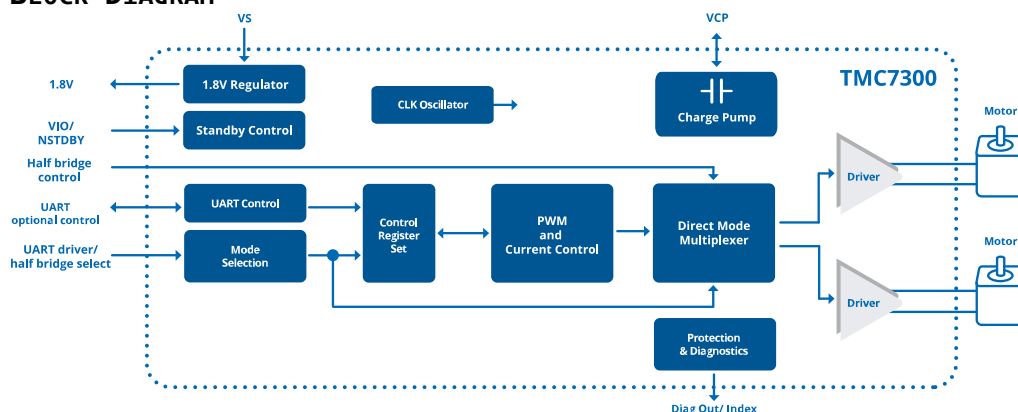 BLOCK DIAGRAM
VS
VCP
TMC7300
1.8V
1.8V Regulator
CLK Oscillator
Charge Pump
Motor
VIO/
NSTDBY
Standby Control
Half bridge
control
Driver
UART
optional control
UART Control
Control
Register
Set
PWM
and
Current Control
Direct Mode
Multiplexer
UART driver/
half bridge select
Mode
Selection
Motor
Driver
Protection
& Diagnostics
Diag Out/ Index